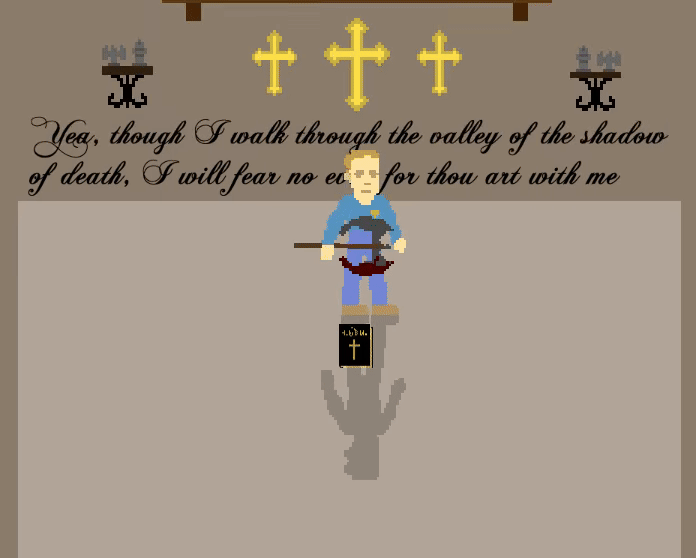 Yea, though I walk through the valley of the shadow
of death, I will fear no for thou art with me